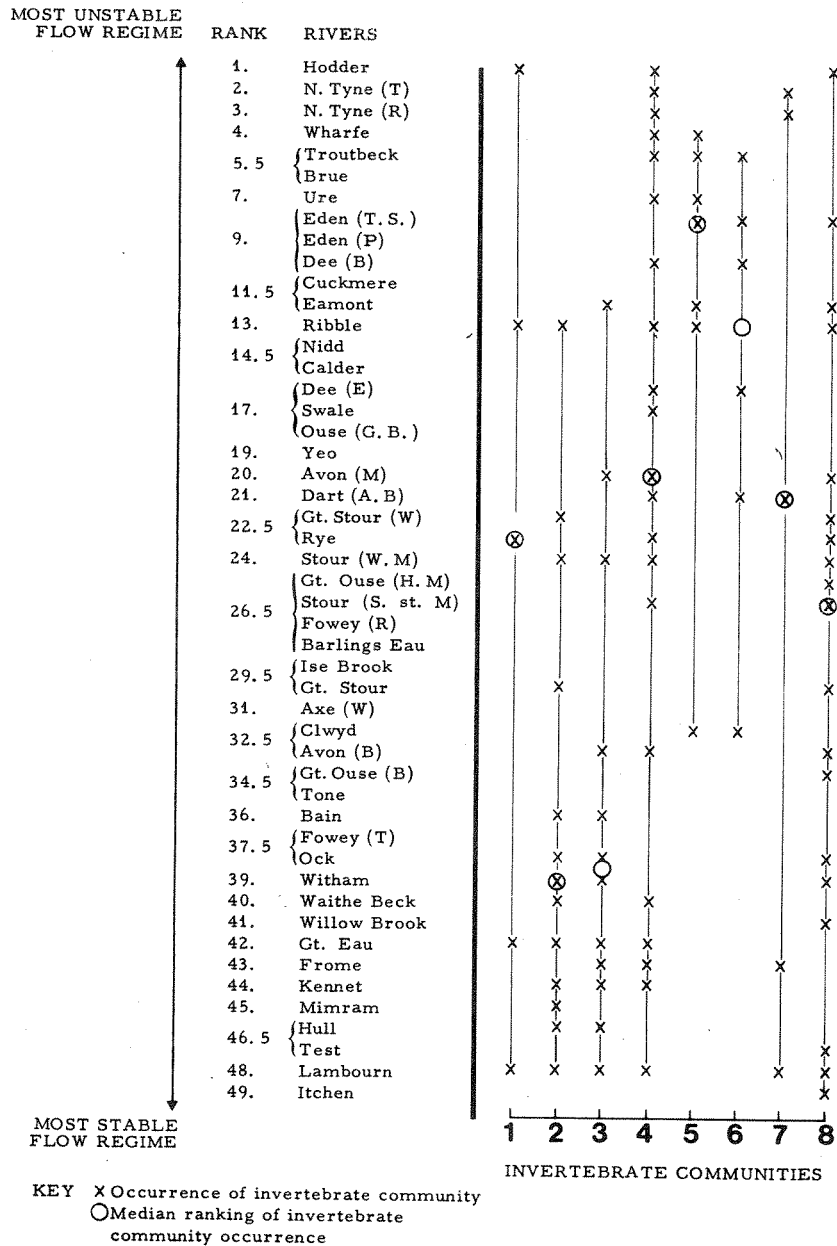 MOST UNSTABLE
FLOW REGIME RANK RIVERS
1. Hodder
2. N. Tyne (T)
3. N. Tyne (R)
4. Wharfe
5.5 Troutbeck
Brue
7. Ure
Eden (T. S.)
9. Eden (P)
Dee (B)
11.5 Cuckmere
Eamont
13. Ribble
14.5 Nidd
Calder
Dee (E)
17. Swale
Ouse (G. B.)
19. Yeo
20. Avon (M)
21. Dart (A. B)
22.5 Gt. Stour (W)
Rye
24. Stour (W. M)
Gt. Ouse (H. M)
26.5 Stour (S. st. M)
Fowey (R)
Barlings Eau
29.5 Ise Brook
Gt. Stour
31. Axe (W)
32.5 Clwyd
Avon (B)
34.5 Gt. Ouse (B)
Tone
36. Bain
37.5 Fowey (T)
Ock
39. Witham
40. Waithe Beck
41. Willow Brook
42. Gt. Eau
43. Frome
44. Kennet
45. Mimram
46.5 Hull
Test
48. Lambourn
49. Itchen
MOST STABLE
FLOW REGIME
1 2 3 4 5 6 7 8
INVERTEBRATE COMMUNITIES
KEY X Occurrence of invertebrate community
O Median ranking of invertebrate
community occurrence